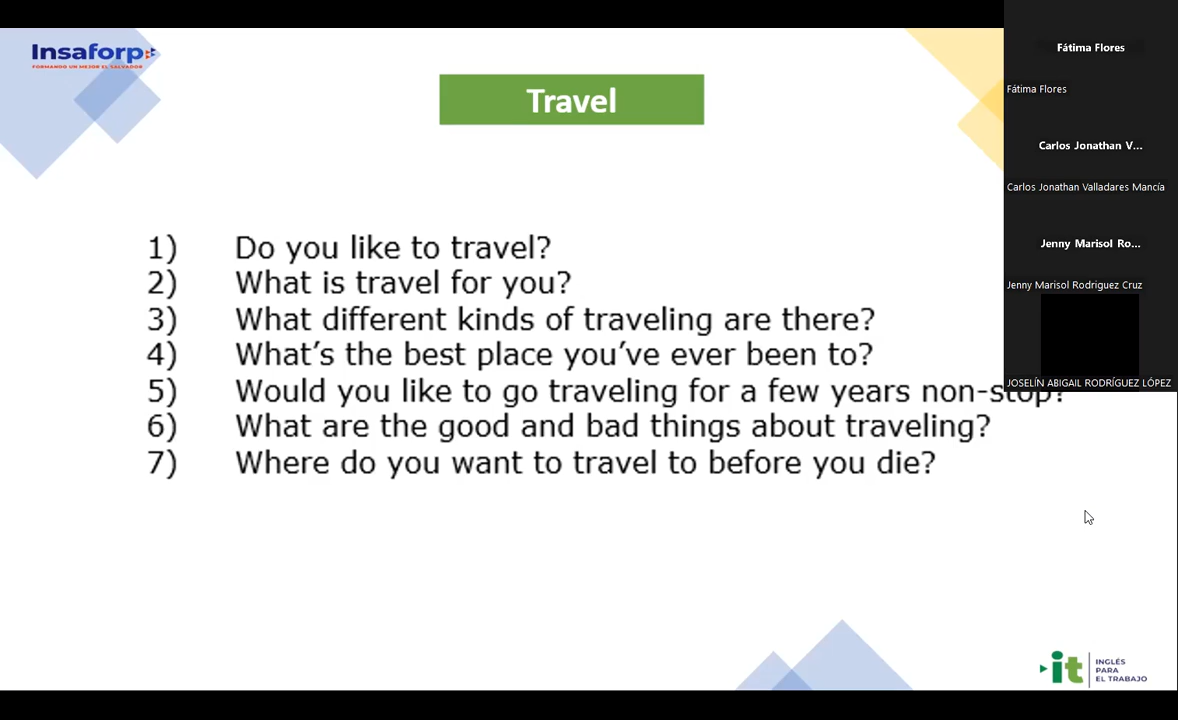 Insaforp
FORMANDO UN MEJOR EL SALVADOR
Travel
1) Do you like to travel?
2) What is travel for you?
3) What different kinds of traveling are there?
4) What's the best place you've ever been to?
5) Would you like to go traveling for a few years non-stop?
6) What are the good and bad things about traveling?
7) Where do you want to travel to before you die?
Fátima Flores
Fátima Flores
Carlos Jonathan V...
Carlos Jonathan Valladares Mancía
Jenny Marisol Ro...
Jenny Marisol Rodriguez Cruz
JOSELÍN ABIGAIL RODRÍGUEZ LÓPEZ
it
INGLÉS
PARA
EL TRABAJO